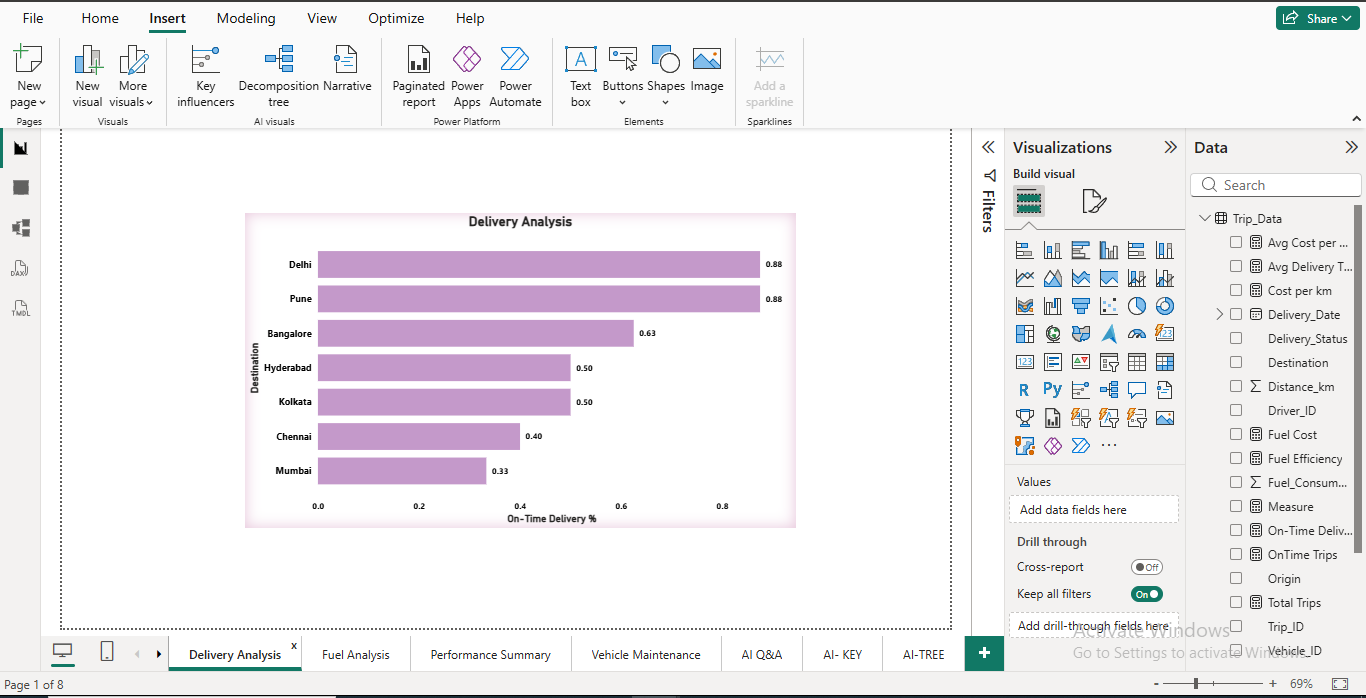 File Home Insert Modeling View Optimize Help Share
New page
New visual
More visuals
Key influencers
Decomposition tree
Narrative
Paginated report
Power Apps
Power Automate
Text box
Buttons
Shapes
Image
Add a sparkline
Pages Visuals AI visuals Power Platform Elements Sparklines
DAX
TMDL
Delivery Analysis
Destination
Delhi 0.88
Pune 0.88
Bangalore 0.63
Hyderabad 0.50
Kolkata 0.50
Chennai 0.40
Mumbai 0.33
0.0 0.2 0.4 0.6 0.8
On-Time Delivery %
Filters
Visualizations
Build visual
123
123
R Py
...
Values
Add data fields here
Drill through
Cross-report Off
Keep all filters On
Add drill-through fields here
Data
Search
Trip_Data
Avg Cost per ...
Avg Delivery T...
Cost per km
Delivery_Date
Delivery_Status
Destination
Distance_km
Driver_ID
Fuel Cost
Fuel Efficiency
Fuel_Consum...
Measure
On-Time Deliv...
OnTime Trips
Origin
Total Trips
Trip_ID
Vehicle_ID
Activate Windows
Go to Settings to activate Windows.
Delivery Analysis x Fuel Analysis Performance Summary Vehicle Maintenance AI Q&A AI- KEY AI-TREE +
Page 1 of 8
- + 69%